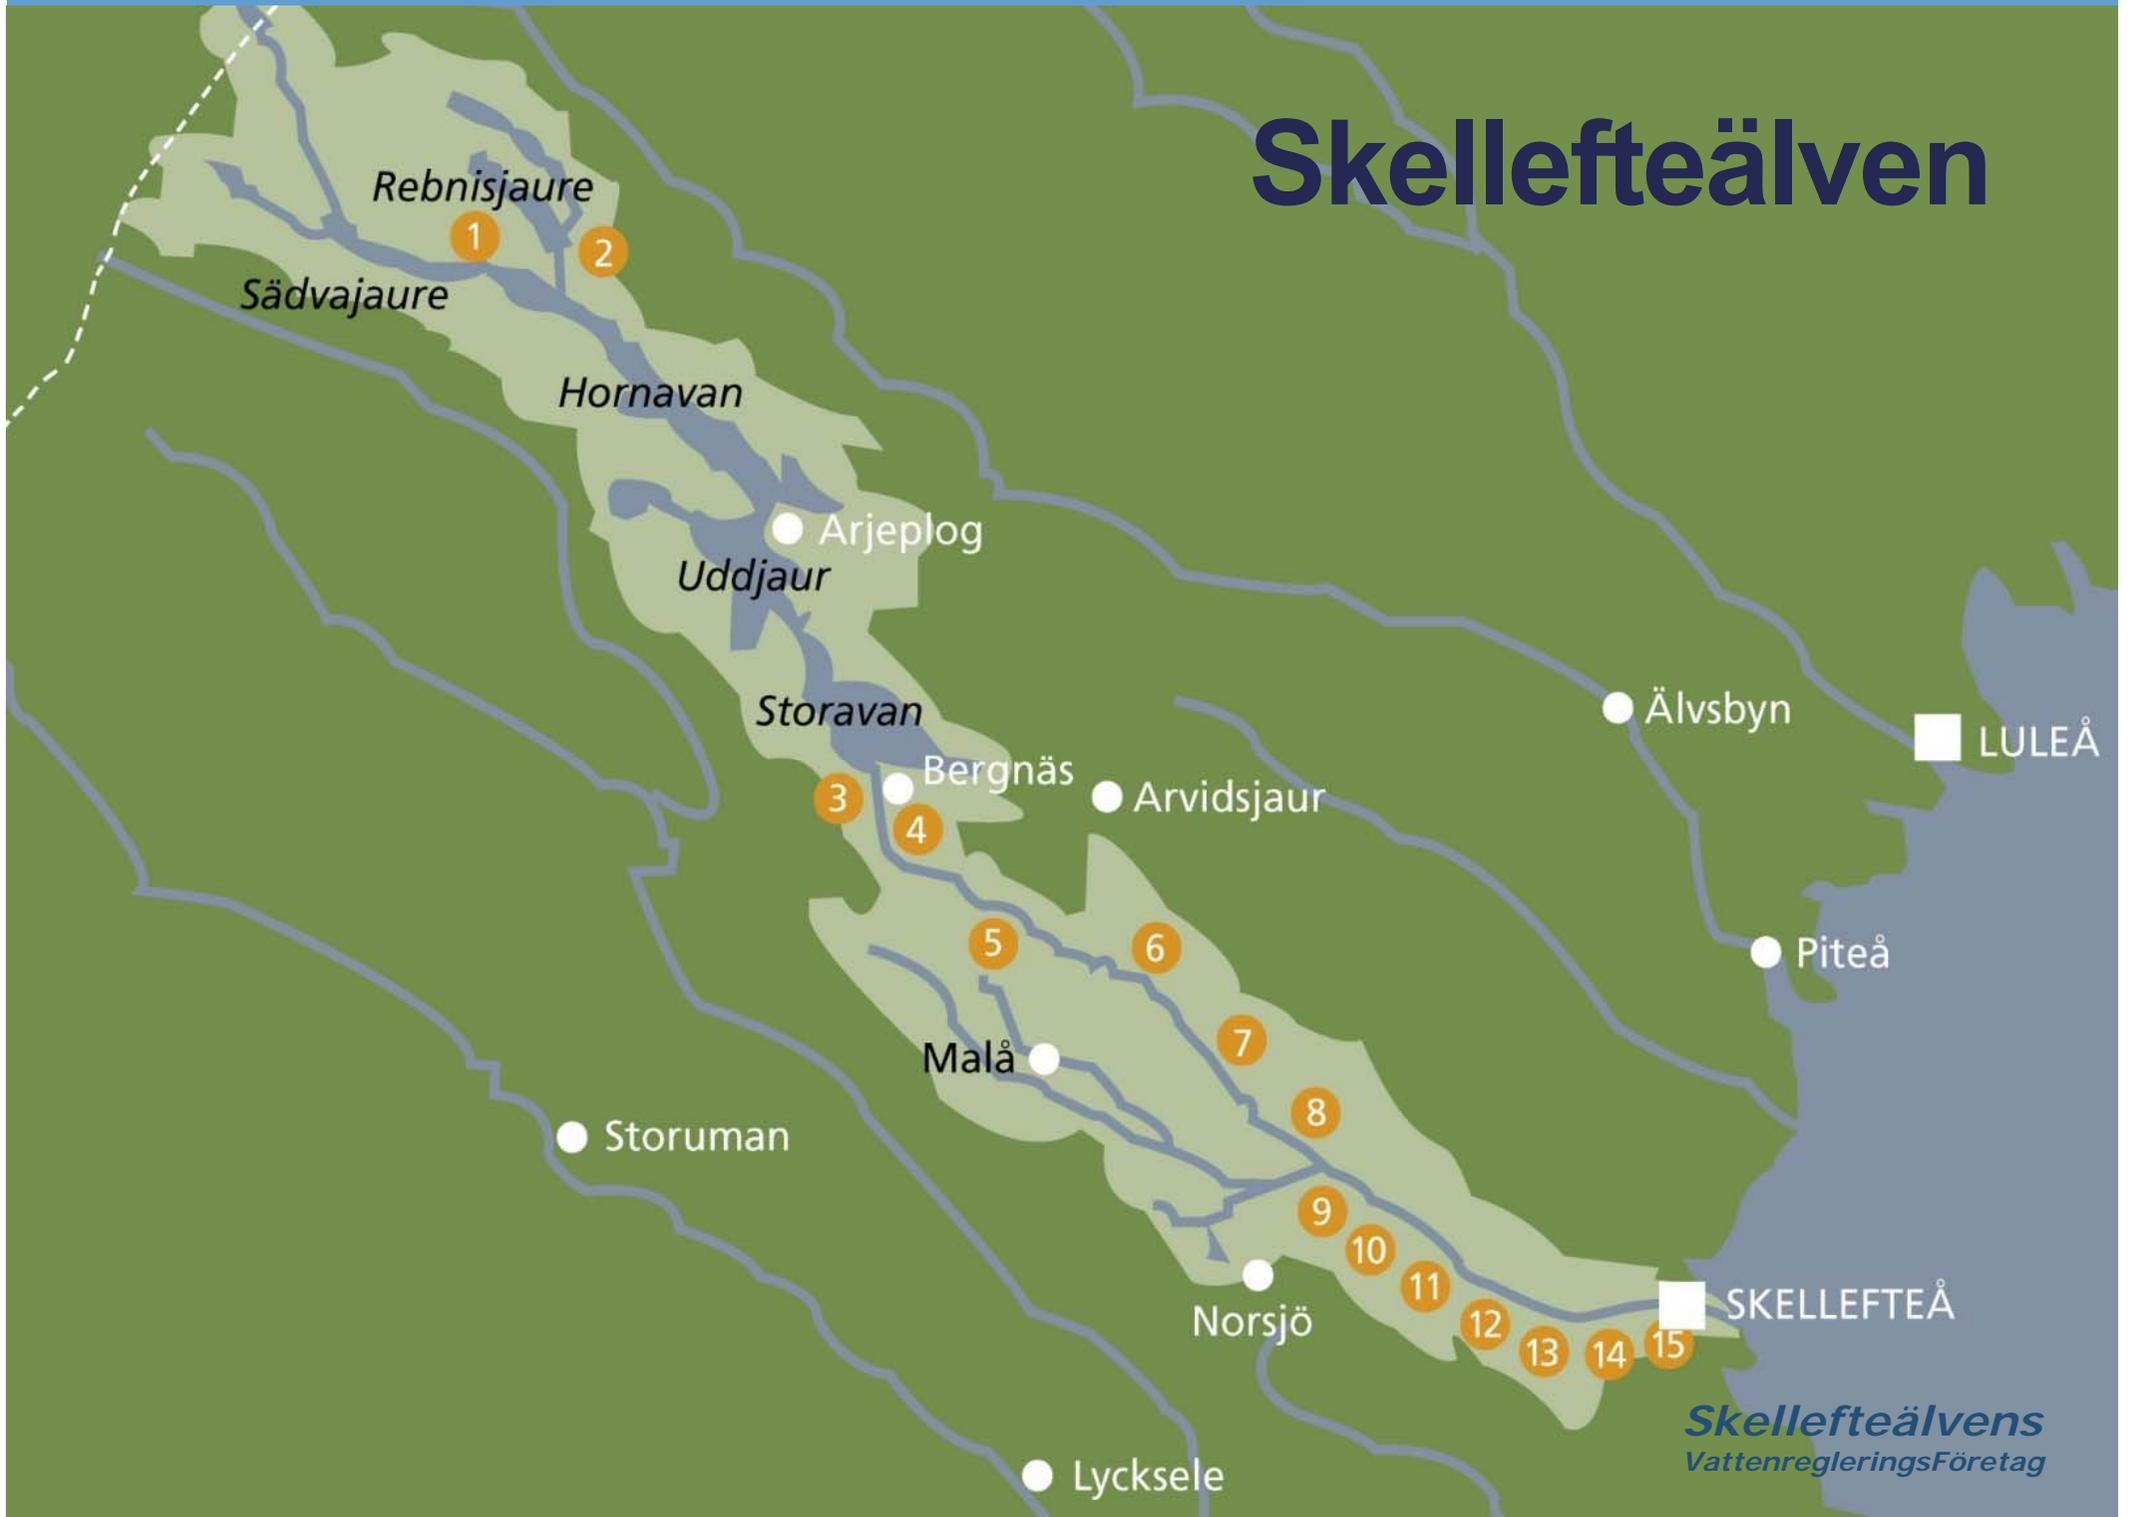 Skellefteälven
Rebnisjaure
1
2
Sädvajaure
Hornavan
Arjeplog
Uddjaur
Älvsbyn
Storavan
LULEÅ
Bergnäs
3
Arvidsjaur
4
5
6
Piteå
7
Malå
8
Storuman
9
10
11
SKELLEFTEÅ
Norsjö
12
13
14
15
Skellefteälvens
VattenregleringsFöretag
Lycksele